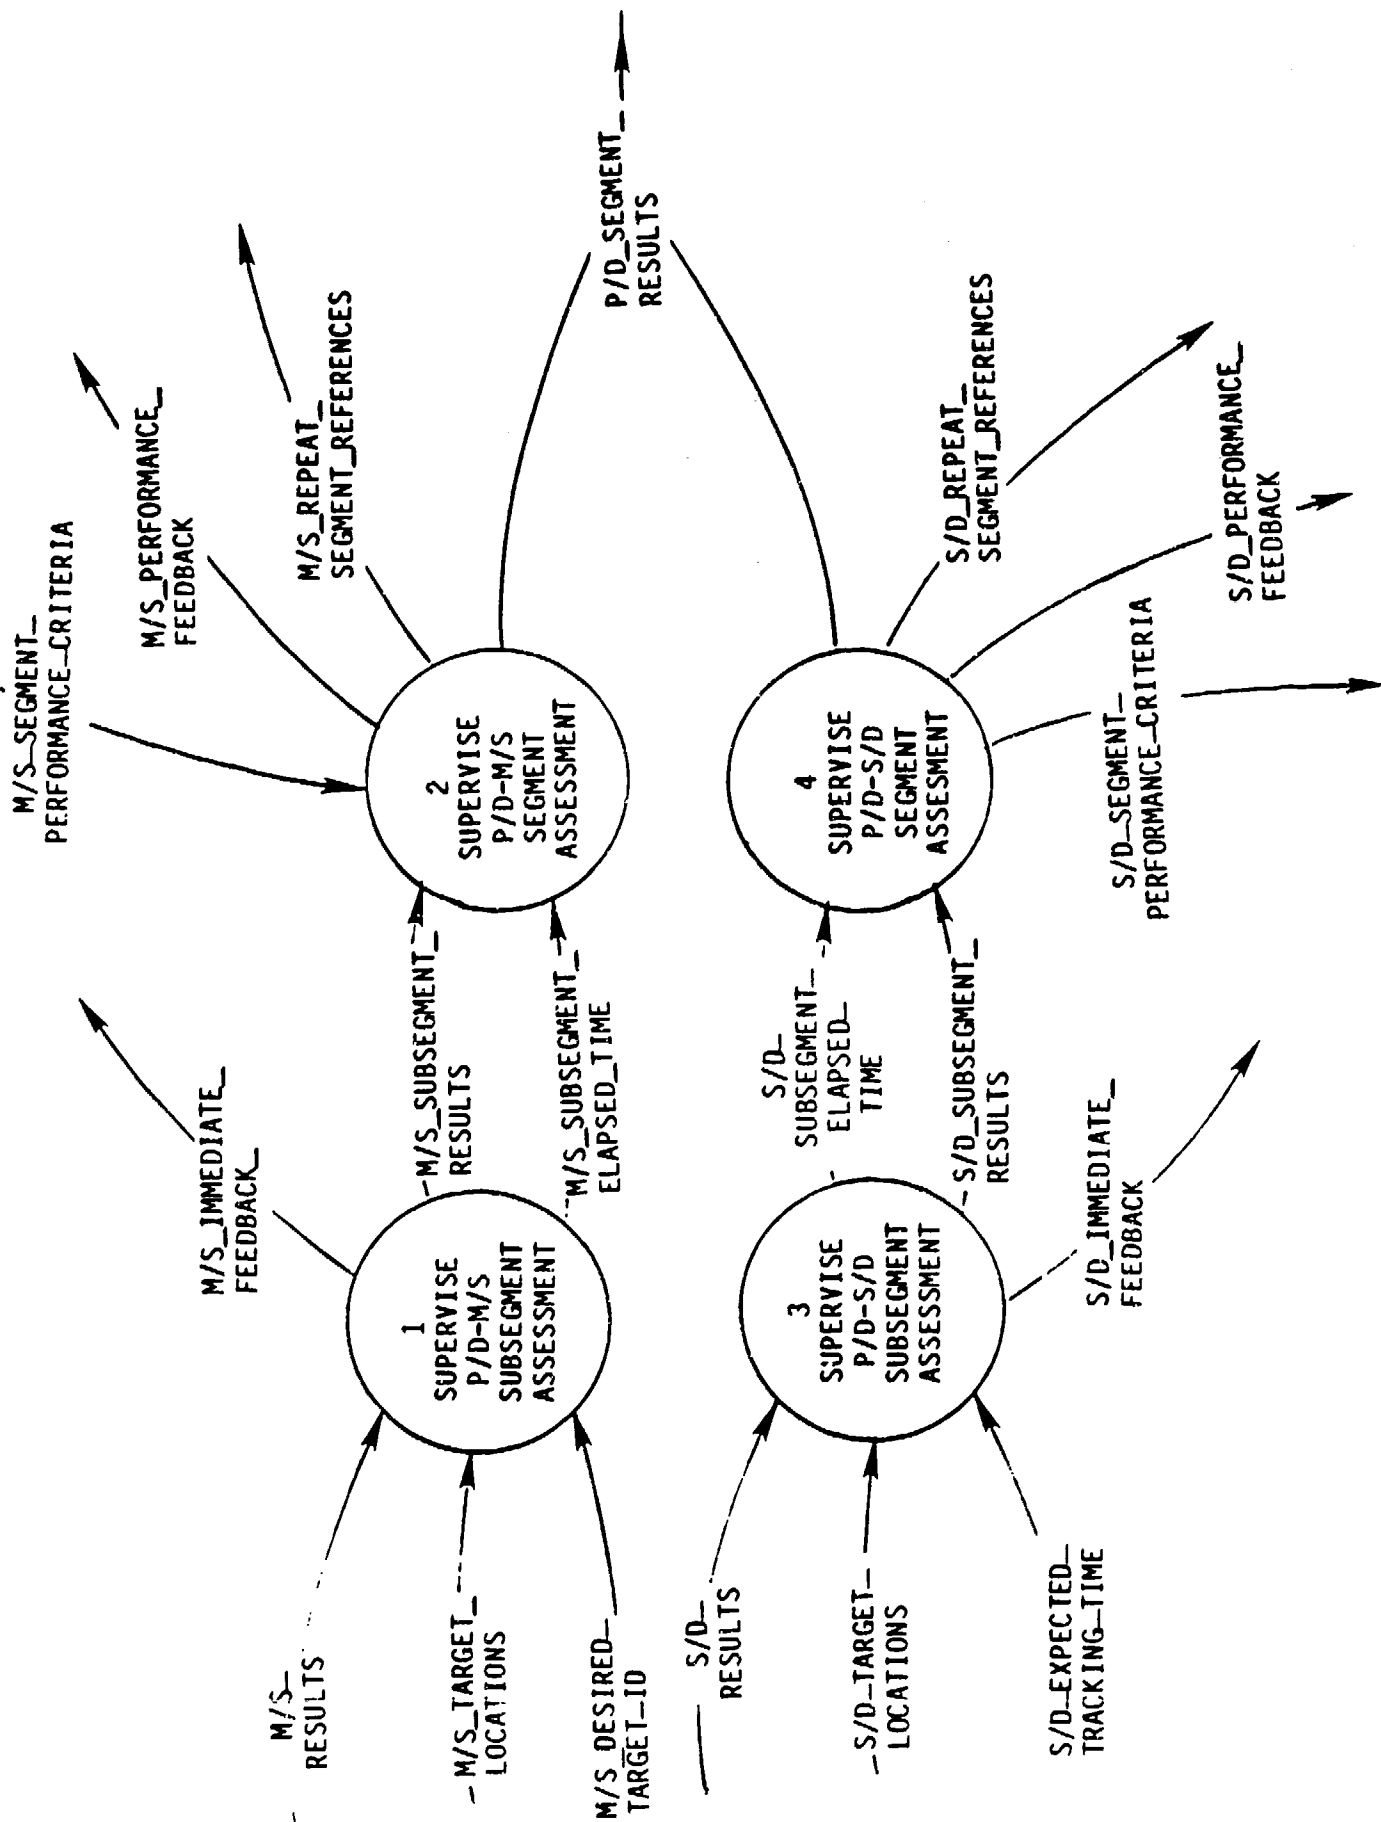 M/S_SEGMENT_
PERFORMANCE_CRITERIA
M/S_IMMEDIATE_
FEEDBACK
M/S_PERFORMANCE_
FEEDBACK
M/S_REPEAT_
SEGMENT_REFERENCES
M/S_
RESULTS
1
SUPERVISE
P/D-M/S
SUBSEGMENT
ASSESSMENT
M/S_SUBSEGMENT_
RESULTS
2
SUPERVISE
P/D-M/S
SEGMENT
ASSESSMENT
M/S_TARGET_
LOCATIONS
M/S_SUBSEGMENT_
ELAPSED_TIME
M/S DESIRED_
TARGET_ID
P/D_SEGMENT_
RESULTS
S/D_
RESULTS
3
SUPERVISE
P/D-S/D
SUBSEGMENT
ASSESSMENT
S/D_
SUBSEGMENT_
ELAPSED_
TIME
4
SUPERVISE
P/D-S/D
SEGMENT
ASSESSMENT
S/D_TARGET_
LOCATIONS
S/D_SUBSEGMENT_
RESULTS
S/D_REPEAT_
SEGMENT_REFERENCES
S/D_EXPECTED_
TRACKING_TIME
S/D_IMMEDIATE_
FEEDBACK
S/D_SEGMENT_
PERFORMANCE_CRITERIA
S/D_PERFORMANCE_
FEEDBACK